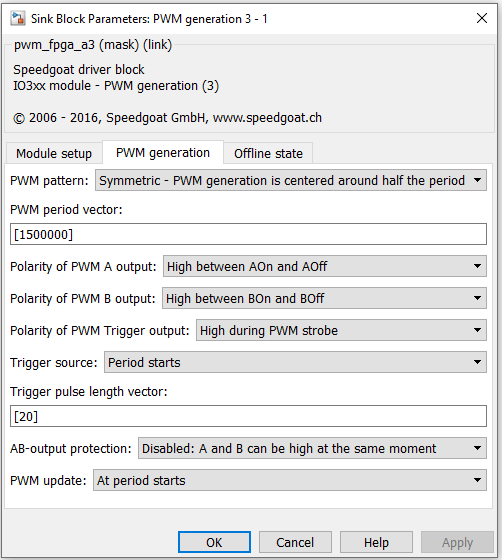 Sink Block Parameters: PWM generation 3 - 1
pwm_fpga_a3 (mask) (link)
Speedgoat driver block
IO3xx module - PWM generation (3)
© 2006 - 2016, Speedgoat GmbH, www.speedgoat.ch
Module setup PWM generation Offline state
PWM pattern: Symmetric - PWM generation is centered around half the period
PWM period vector:
[1500000]
Polarity of PWM A output: High between AOn and AOff
Polarity of PWM B output: High between BOn and BOff
Polarity of PWM Trigger output: High during PWM strobe
Trigger source: Period starts
Trigger pulse length vector:
[20]
AB-output protection: Disabled: A and B can be high at the same moment
PWM update: At period starts
OK Cancel Help Apply